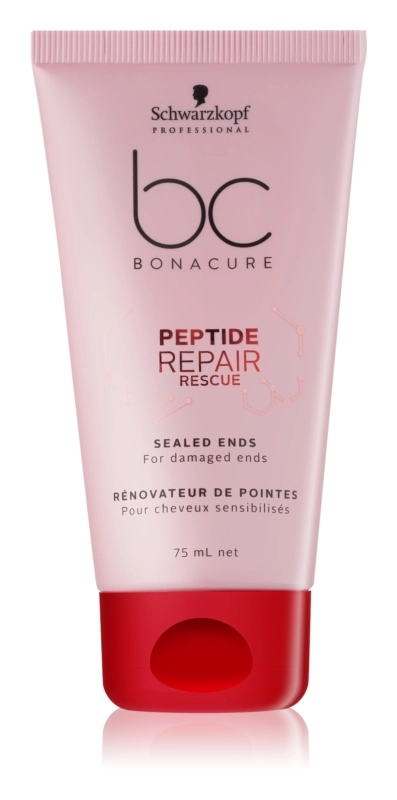 Schwarzkopf
PROFESSIONAL
bc
BONACURE
PEPTIDE
REPAIR
RESCUE
SEALED ENDS
For damaged ends
RÉNOVATEUR DE POINTES
Pour cheveux sensibilisés
75 mL net